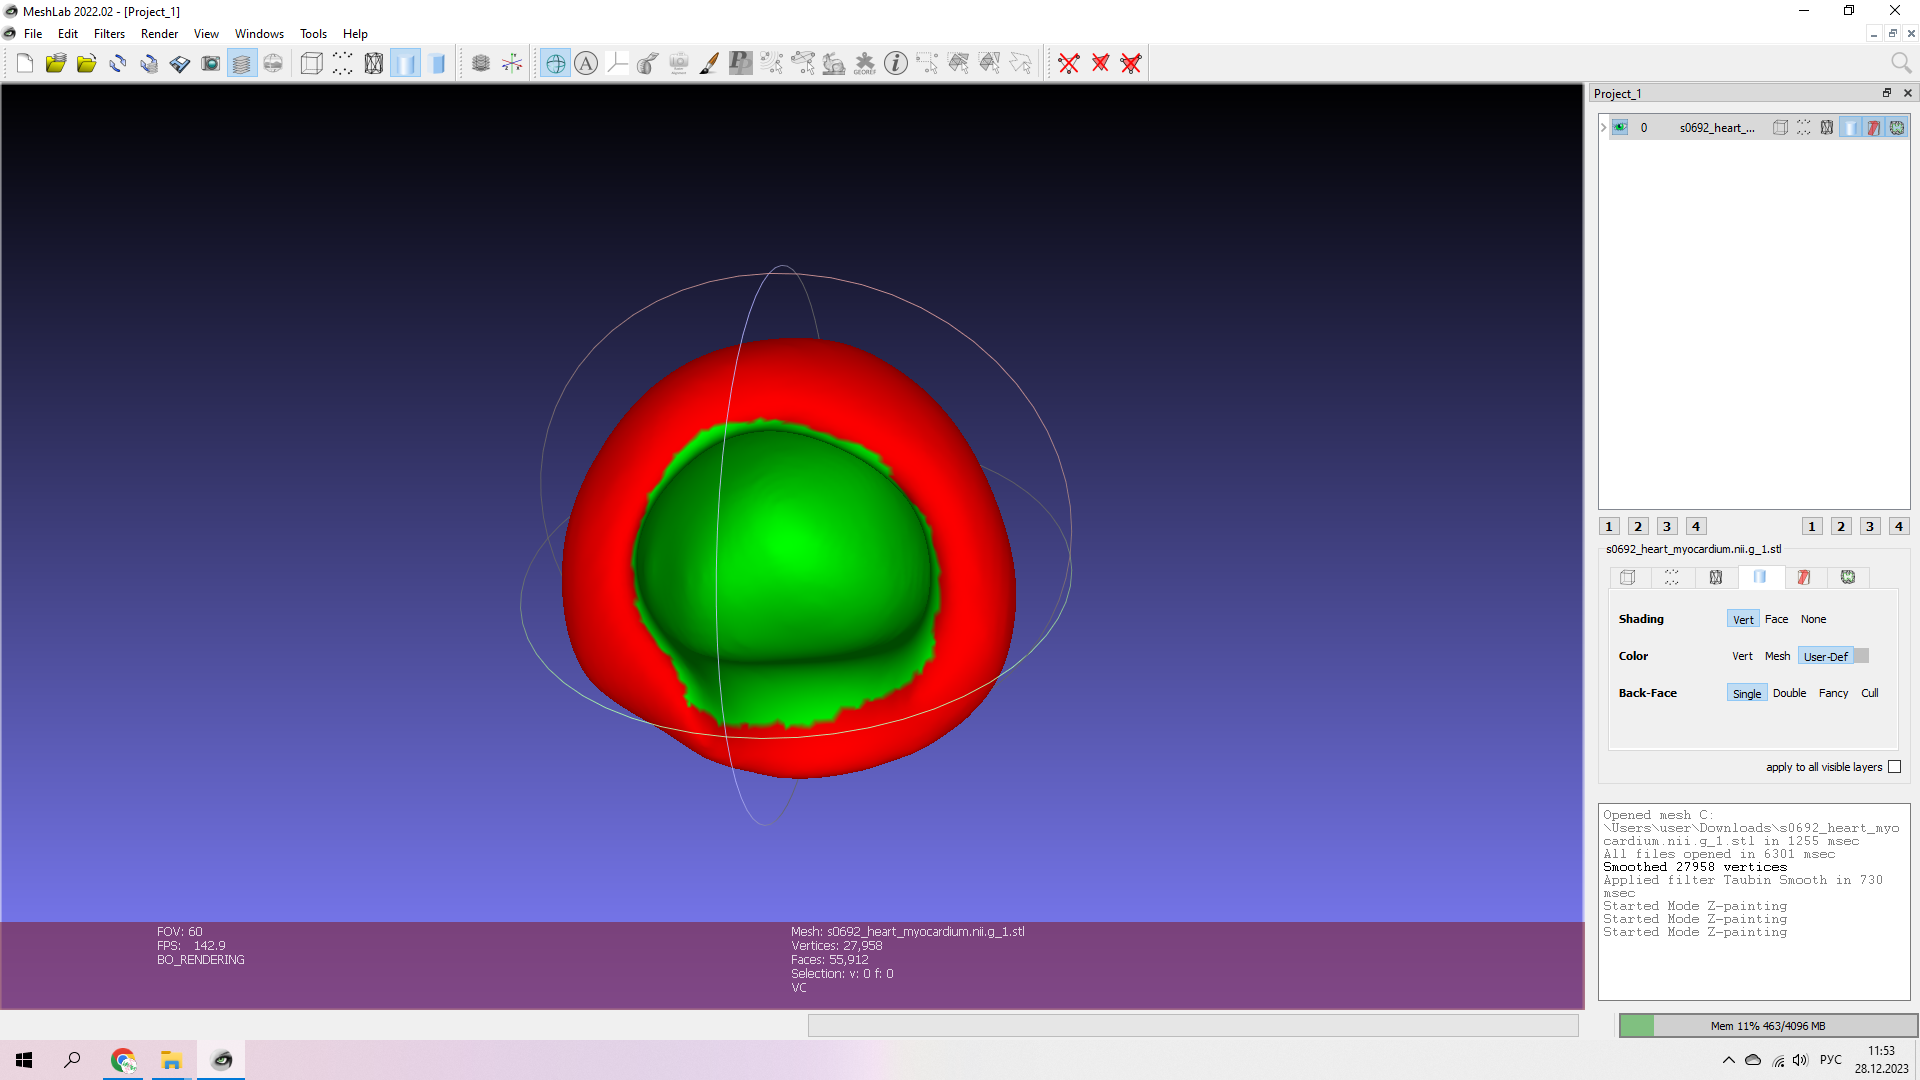 MeshLab 2022.02 - [Project_1]
File Edit Filters Render View Windows Tools Help
A
GEOREF
Project_1
0 s0692_heart_...
1 2 3 4 1 2 3 4
s0692_heart_myocardium.nii.g_1.stl
Shading Vert Face None
Color Vert Mesh User-Def
Back-Face Single Double Fancy Cull
apply to all visible layers
Opened mesh C:
\Users\user\Downloads\s0692_heart_myo
cardium.nii.g_1.stl in 1255 msec
All files opened in 6301 msec
Smoothed 27958 vertices
Applied filter Taubin Smooth in 730
msec
Started Mode Z-painting
Started Mode Z-painting
Started Mode Z-painting
FOV: 60
FPS: 142.9
BO_RENDERING
Mesh: s0692_heart_myocardium.nii.g_1.stl
Vertices: 27,958
Faces: 55,912
Selection: v: 0 f: 0
VC
Mem 11% 463/4096 MB
РУС
11:53
28.12.2023